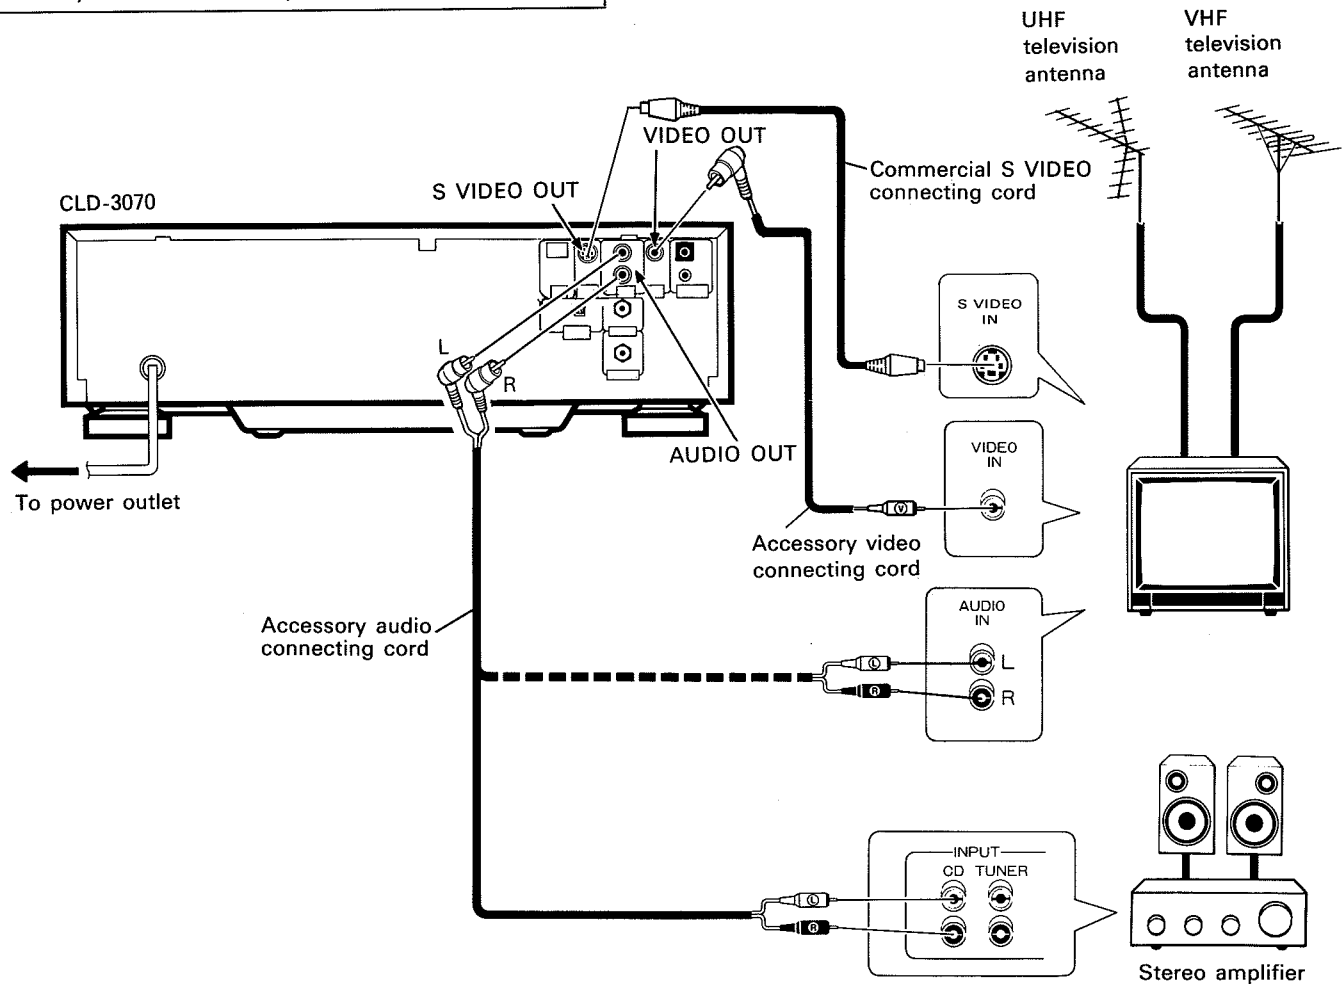 UHF
television
antenna
VHF
television
antenna
VIDEO OUT
Commercial S VIDEO
connecting cord
S VIDEO OUT
CLD-3070
S VIDEO
IN
L
R
VIDEO
IN
AUDIO OUT
To power outlet
V
Accessory video
connecting cord
AUDIO
IN
Accessory audio
connecting cord
L
L
R
R
INPUT
CD TUNER
L
R
Stereo amplifier